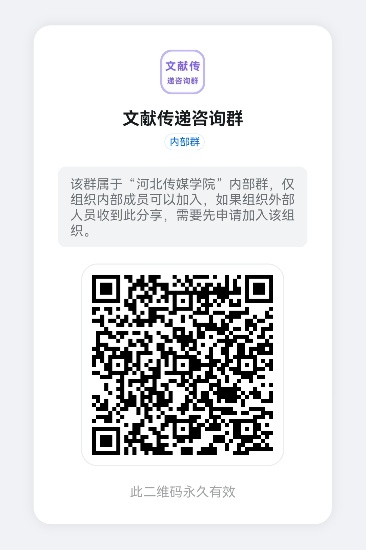 文献传
递咨询群
文献传递咨询群
内部群
该群属于“河北传媒学院”内部群，仅
组织内部成员可以加入，如果组织外部
人员收到此分享，需要先申请加入该组
织。
此二维码永久有效